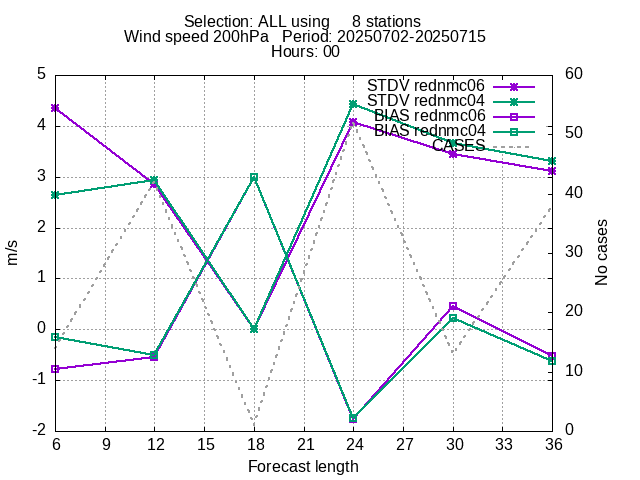 Selection: ALL using     8 stations
Wind speed 200hPa   Period: 20250702-20250715
Hours: 00
5
4
3
2
1
0
-1
-2
m/s
STDV rednmc06
STDV rednmc04
BIAS rednmc06
BIAS rednmc04
CASES
60
50
40
30
20
10
0
No cases
6 9 12 15 18 21 24 27 30 33 36
Forecast length